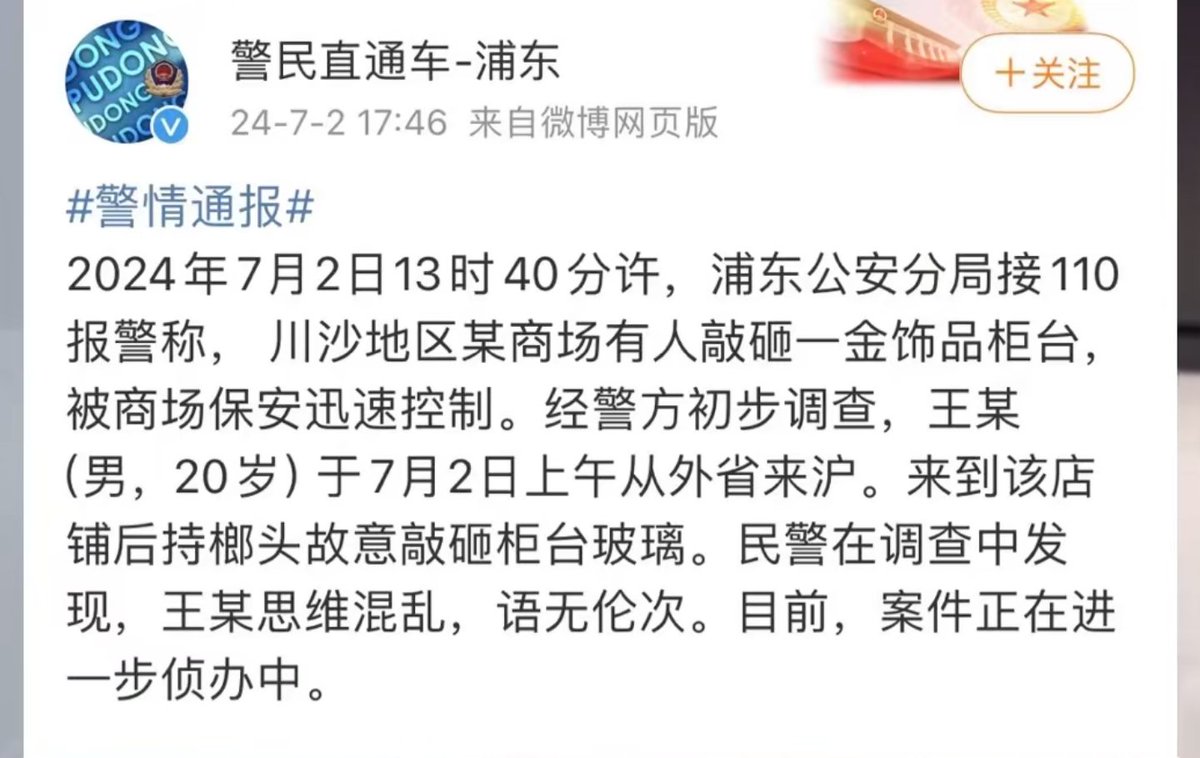 警民直通车-浦东
24-7-2 17:46 来自微博网页版
+关注
#警情通报#
2024年7月2日13时40分许，浦东公安分局接110
报警称， 川沙地区某商场有人敲砸一金饰品柜台，
被商场保安迅速控制。经警方初步调查，王某
（男，20岁）于7月2日上午从外省来沪。来到该店
铺后持榔头故意敲砸柜台玻璃。民警在调查中发
现，王某思维混乱，语无伦次。目前，案件正在进
一步侦办中。
PUDONG